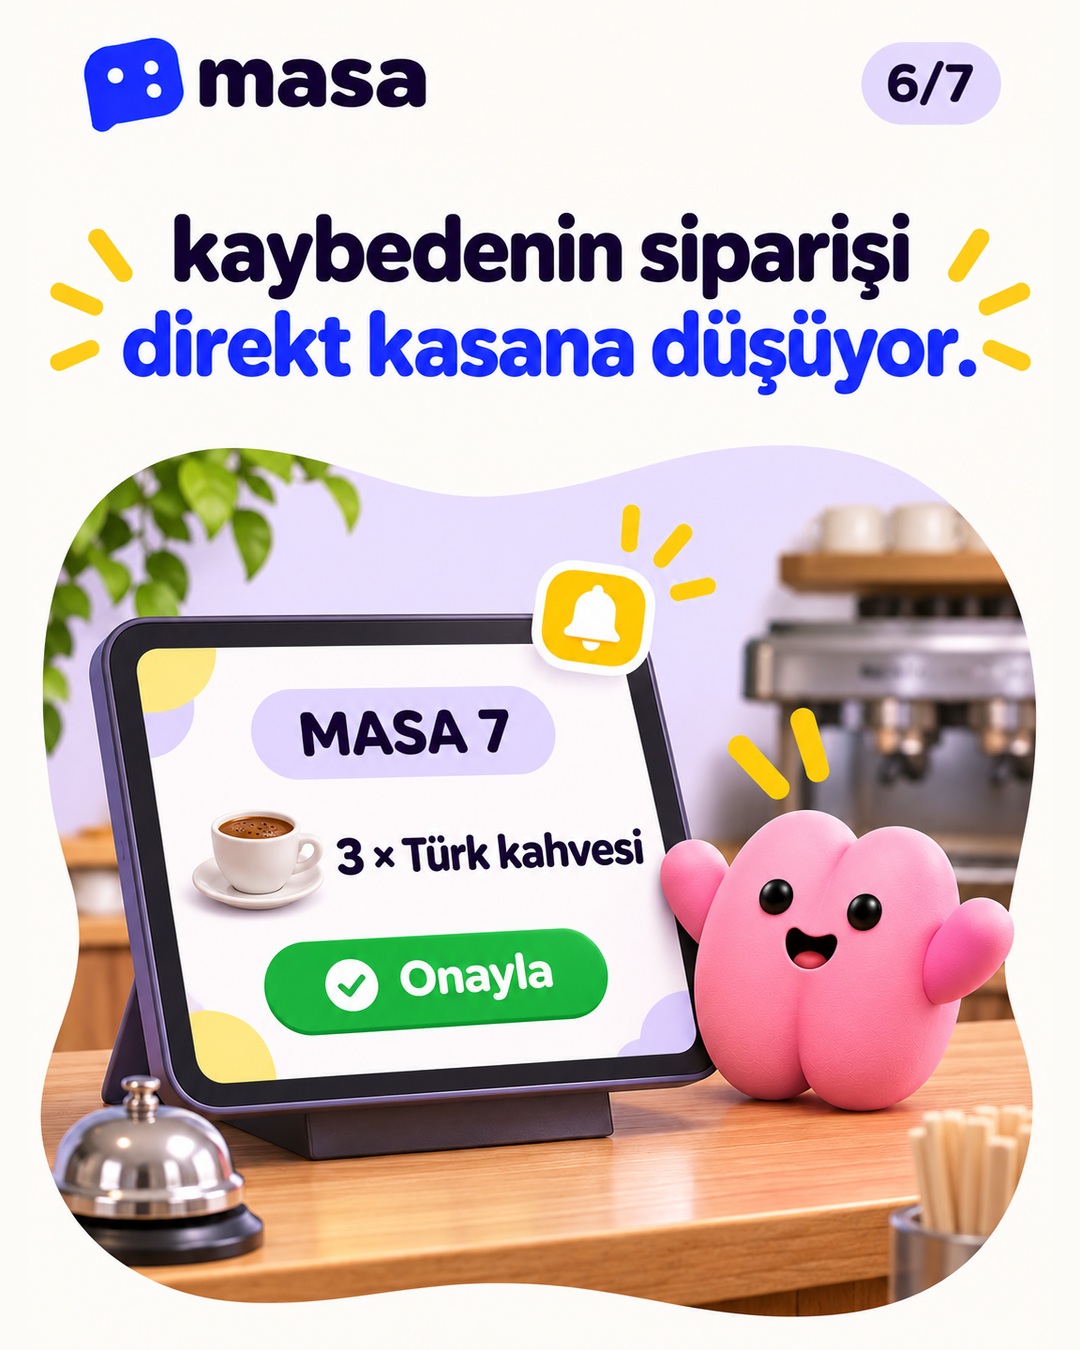 masa
6/7
kaybedenin siparişi
direkt kasana düşüyor.
MASA 7
3 × Türk kahvesi
Onayla